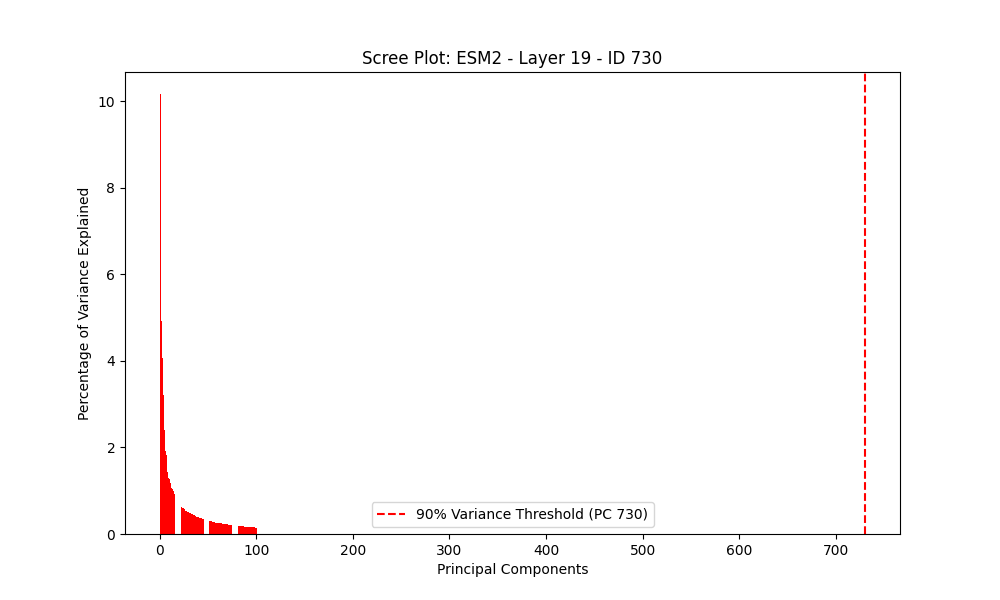 Scree Plot: ESM2 - Layer 19 - ID 730
Percentage of Variance Explained
10
8
6
4
2
0
90% Variance Threshold (PC 730)
0 100 200 300 400 500 600 700
Principal Components